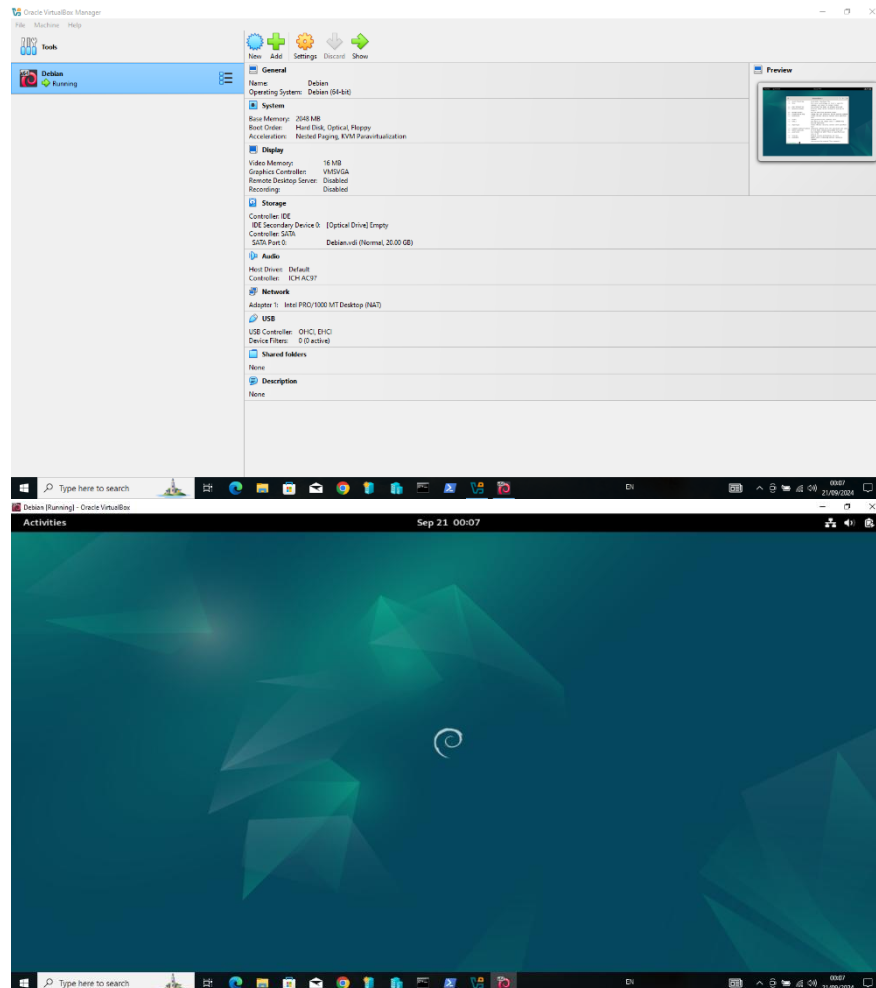 Oracle VirtualBox Manager
File Machine Help
Tools
New Add Settings Discard Show
Debian
Running
General
Name: Debian
Operating System: Debian (64-bit)
System
Base Memory: 2048 MB
Boot Order: Hard Disk, Optical, Floppy
Acceleration: Nested Paging, KVM Paravirtualization
Display
Video Memory: 16 MB
Graphics Controller: VMSVGA
Remote Desktop Server: Disabled
Recording: Disabled
Storage
Controller: IDE
IDE Secondary Device 0: [Optical Drive] Empty
Controller: SATA
SATA Port 0: Debian.vdi (Normal, 20.00 GB)
Audio
Host Driver: Default
Controller: ICH AC97
Network
Adapter 1: Intel PRO/1000 MT Desktop (NAT)
USB
USB Controller: OHCI, EHCI
Device Filters: 0 (0 active)
Shared folders
None
Description
None
Preview
Type here to search
EN
00:07
21/09/2024
Debian [Running] - Oracle VirtualBox
Activities
Sep 21 00:07
Type here to search
EN
00:07
21/09/2024